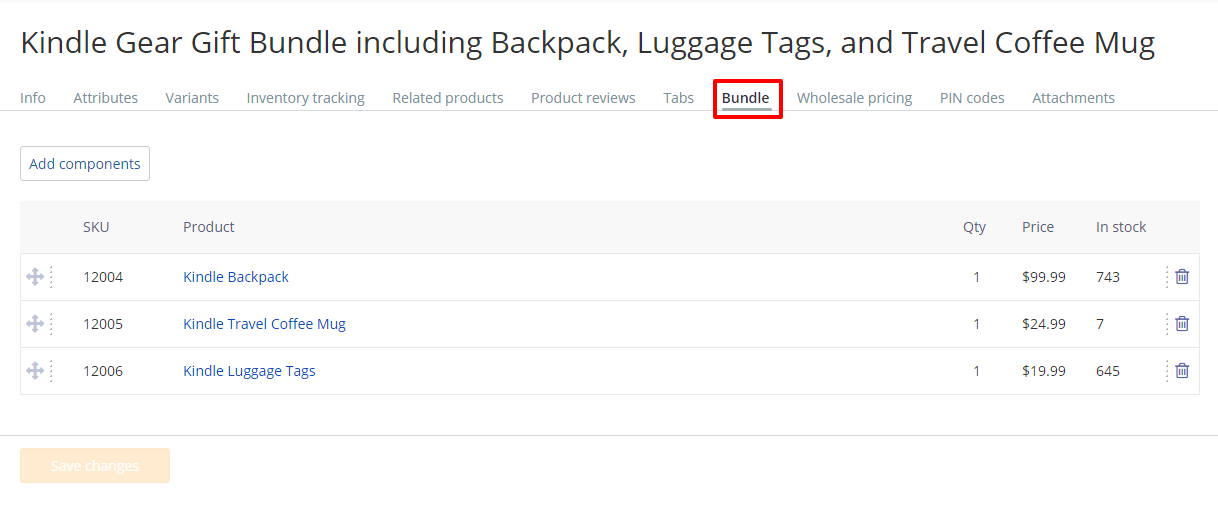 Kindle Gear Gift Bundle including Backpack, Luggage Tags, and Travel Coffee Mug
Info Attributes Variants Inventory tracking Related products Product reviews Tabs Bundle Wholesale pricing PIN codes Attachments
Add components
SKU Product Qty Price In stock
12004 Kindle Backpack 1 $99.99 743
12005 Kindle Travel Coffee Mug 1 $24.99 7
12006 Kindle Luggage Tags 1 $19.99 645
Save changes